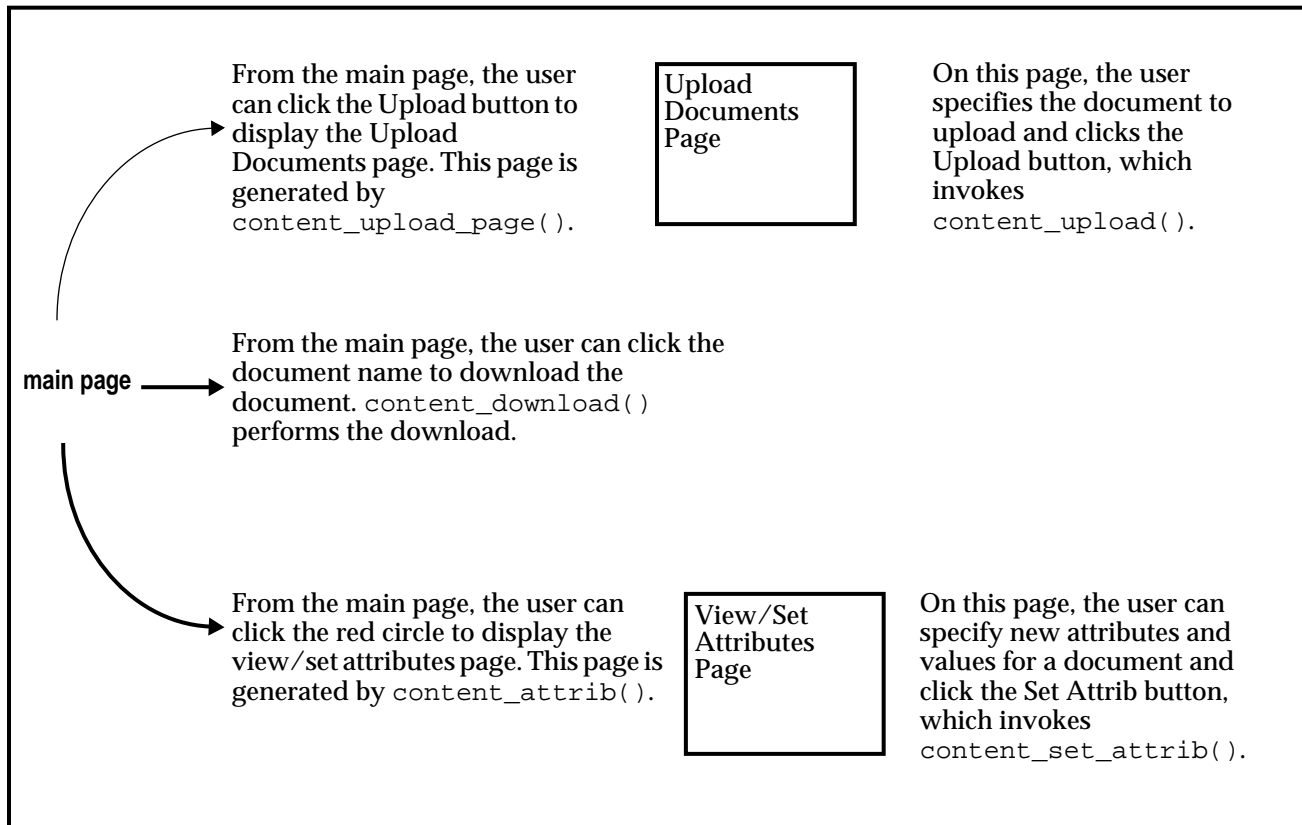 From the main page, the user
can click the Upload button to
display the Upload
Documents page. This page is
generated by
content_upload_page().
Upload
Documents
Page
On this page, the user
specifies the document to
upload and clicks the
Upload button, which
invokes
content_upload().
main page
From the main page, the user can click the
document name to download the
document. content_download()
performs the download.
From the main page, the user can
click the red circle to display the
view/set attributes page. This page is
generated by content_attrib().
View/Set
Attributes
Page
On this page, the user can
specify new attributes and
values for a document and
click the Set Attrib button,
which invokes
content_set_attrib().